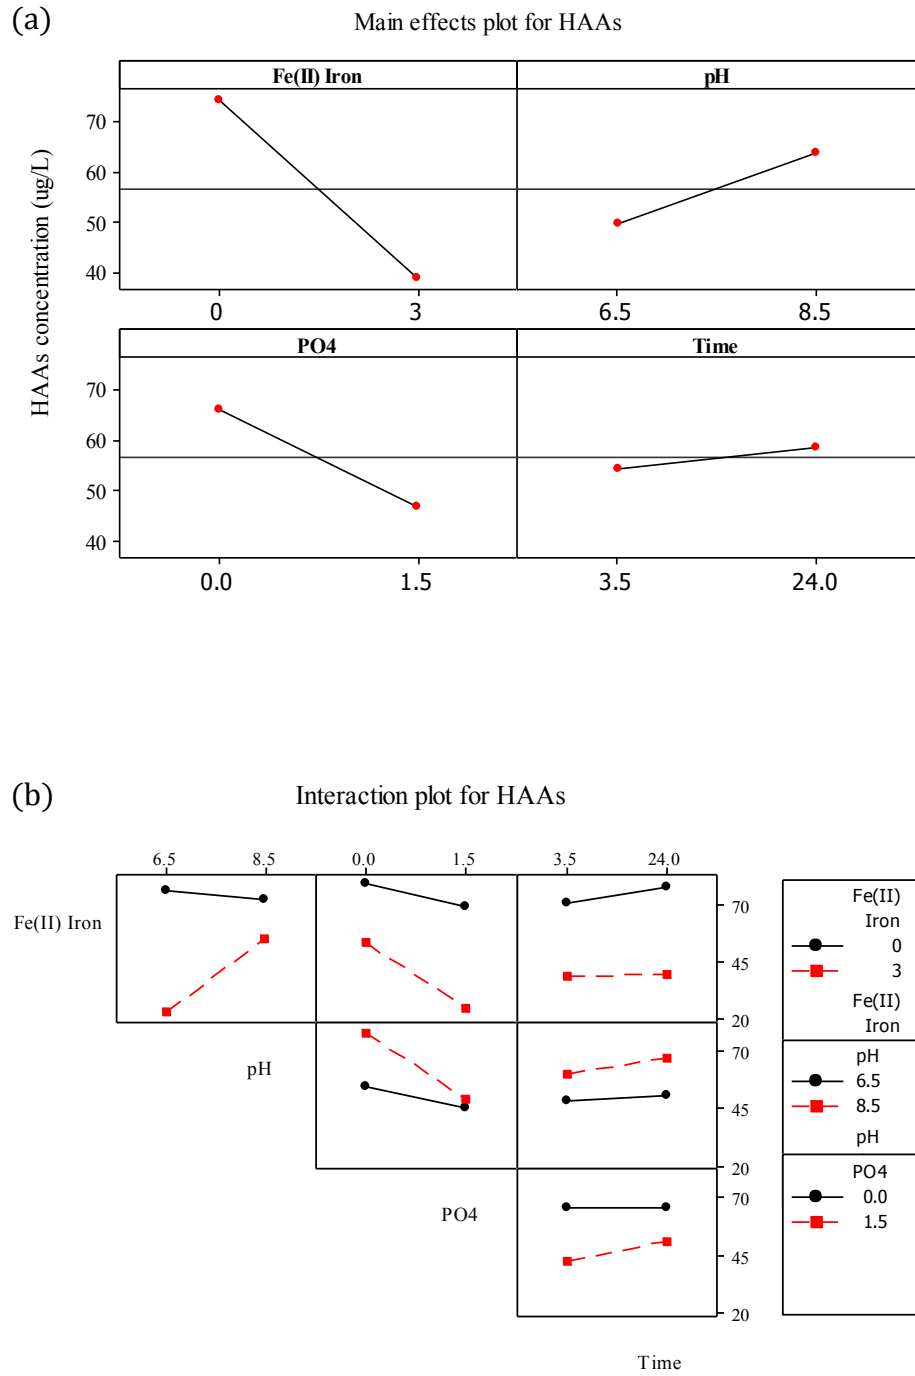 (a)
Main effects plot for HAAs
Fe(II) Iron pH
HAAs concentration (ug/L)
70
60
50
40
0 3 6.5 8.5
PO4 Time
70
60
50
40
0.0 1.5 3.5 24.0
(b)
Interaction plot for HAAs
6.5 8.5 0.0 1.5 3.5 24.0
Fe(II) Iron
70
45
20
Fe(II)
Iron
0
3
Fe(II)
Iron
pH
70
45
20
pH
6.5
8.5
pH
PO4
70
45
20
PO4
0.0
1.5
Time